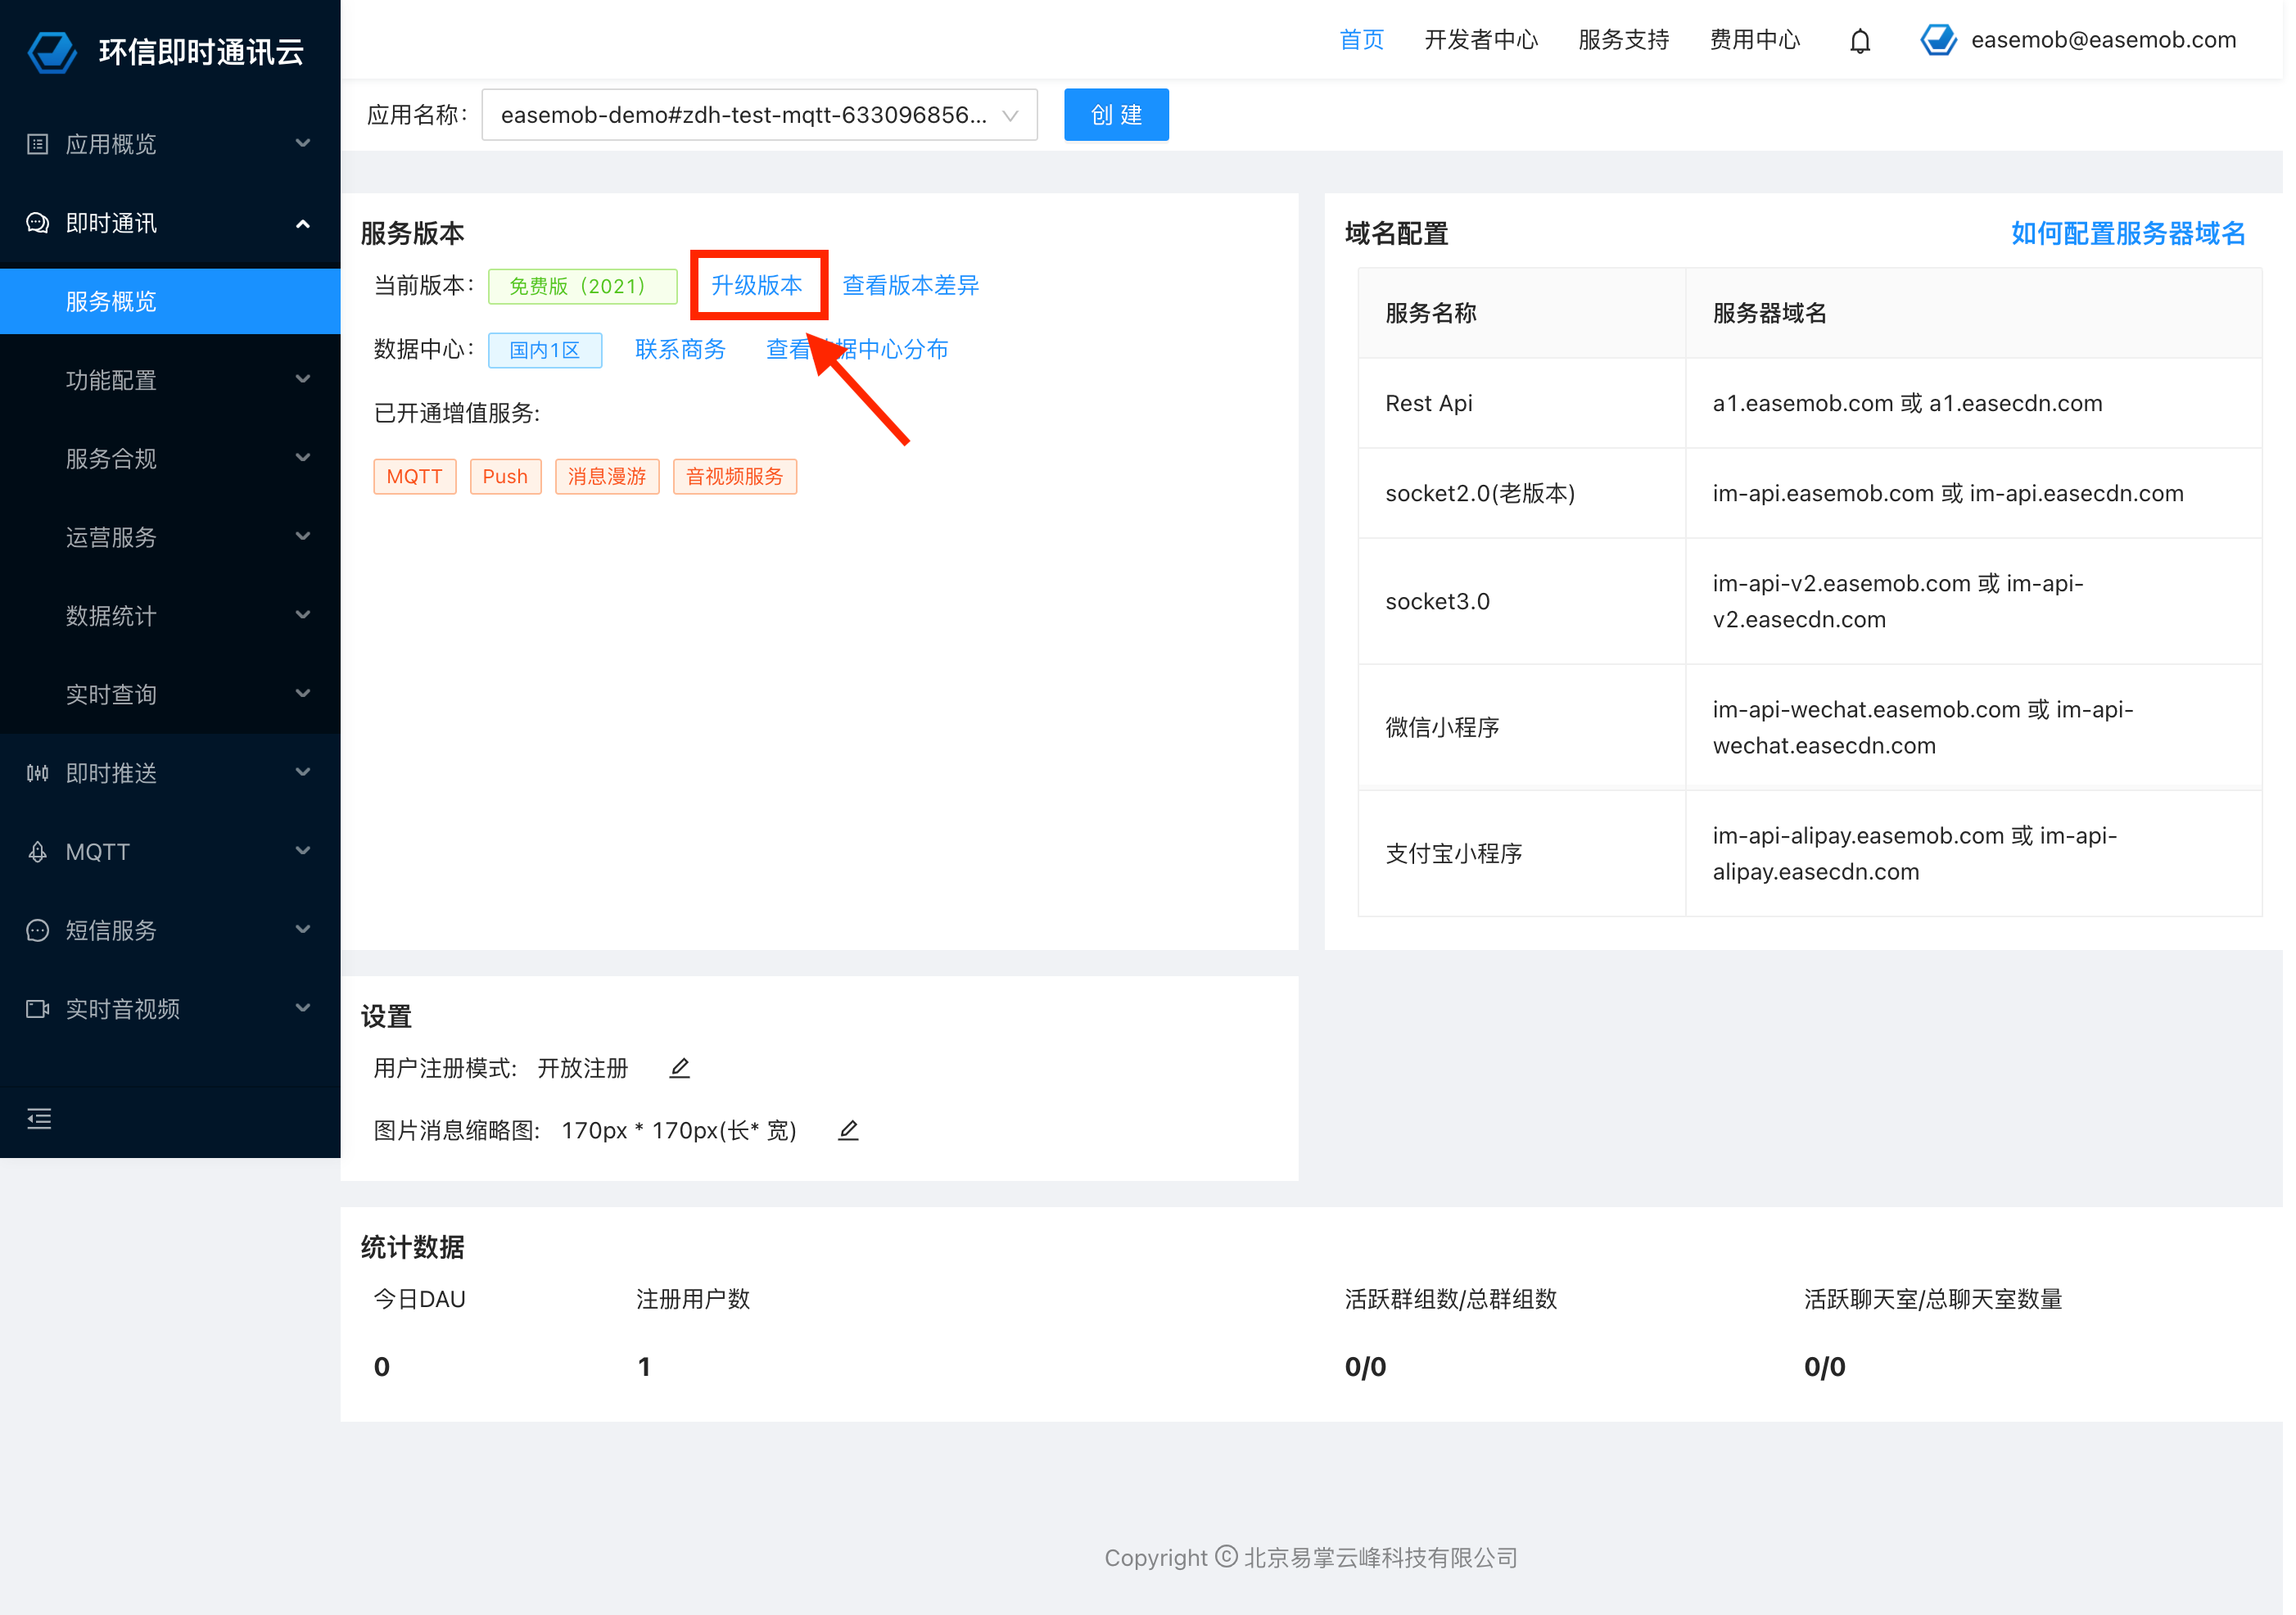 环信即时通讯云
首页
开发者中心
服务支持
费用中心
easemob@easemob.com
应用名称：
easemob-demo#zdh-test-mqtt-633096856...
创 建
应用概览
即时通讯
服务概览
功能配置
服务合规
运营服务
数据统计
实时查询
即时推送
MQTT
短信服务
实时音视频
服务版本
当前版本：
免费版（2021）
升级版本
查看版本差异
数据中心：
国内1区
联系商务
查看 据中心分布
已开通增值服务:
MQTT
Push
消息漫游
音视频服务
域名配置
如何配置服务器域名
服务名称
服务器域名
Rest Api
a1.easemob.com 或 a1.easecdn.com
socket2.0(老版本)
im-api.easemob.com 或 im-api.easecdn.com
socket3.0
im-api-v2.easemob.com 或 im-api-
v2.easecdn.com
微信小程序
im-api-wechat.easemob.com 或 im-api-
wechat.easecdn.com
支付宝小程序
im-api-alipay.easemob.com 或 im-api-
alipay.easecdn.com
设置
用户注册模式:
开放注册
图片消息缩略图:
170px * 170px(长* 宽)
统计数据
今日DAU
注册用户数
活跃群组数/总群组数
活跃聊天室/总聊天室数量
0
1
0/0
0/0
Copyright © 北京易掌云峰科技有限公司